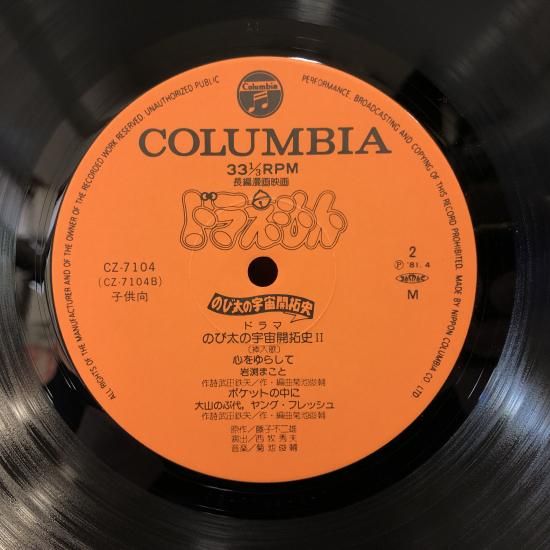 Columbia
COLUMBIA
33 1/3 RPM
長編漫画映画
ドラえもん
CZ-7104
(CZ-7104B)
子供向
2
Ⓟ '81. 4
M
のび太の宇宙開拓史
ドラマ
のび太の宇宙開拓史 II
(挿入歌)
心をゆらして
岩渕まこと
作詩武田鉄矢/作・編曲菊池俊輔
ポケットの中に
大山のぶ代, ヤング・フレッシュ
作詩武田鉄矢/作・編曲菊池俊輔
原作/藤子不二雄
演出/西牧秀夫
音楽/菊池俊輔
ALL RIGHTS OF THE MANUFACTURER AND OF THE OWNER OF THE RECORDED WORK RESERVED. UNAUTHORIZED PUBLIC PERFORMANCE, BROADCASTING AND COPYING OF THIS RECORD PROHIBITED. MADE BY NIPPON COLUMBIA CO LTD